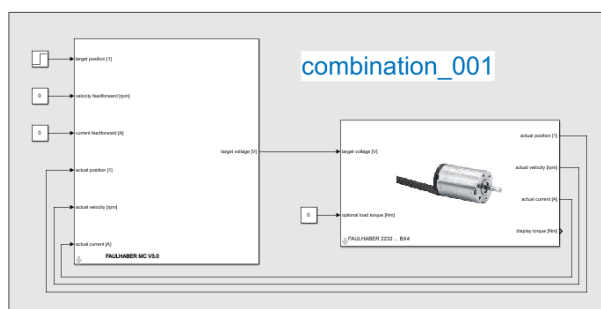 combination_001
target position [1]
0
velocity feedforward [rpm]
0
current feedforward [A]
target voltage [V]
actual position [1]
actual velocity [rpm]
actual current [A]
FAULHABER MC V3.0
target voltage [V]
actual position [1]
actual velocity [rpm]
actual current [A]
0
optional load torque [Nm]
display torque [Nm]
FAULHABER 2232 ... BX4